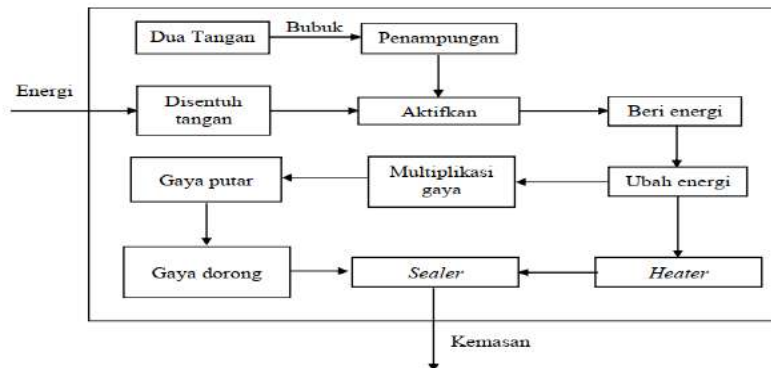 Dua Tangan
Bubuk
Penampungan
Energi
Disentuh
tangan
Aktifkan
Beri energi
Gaya putar
Multiplikasi
gaya
Ubah energi
Gaya dorong
Sealer
Heater
Kemasan